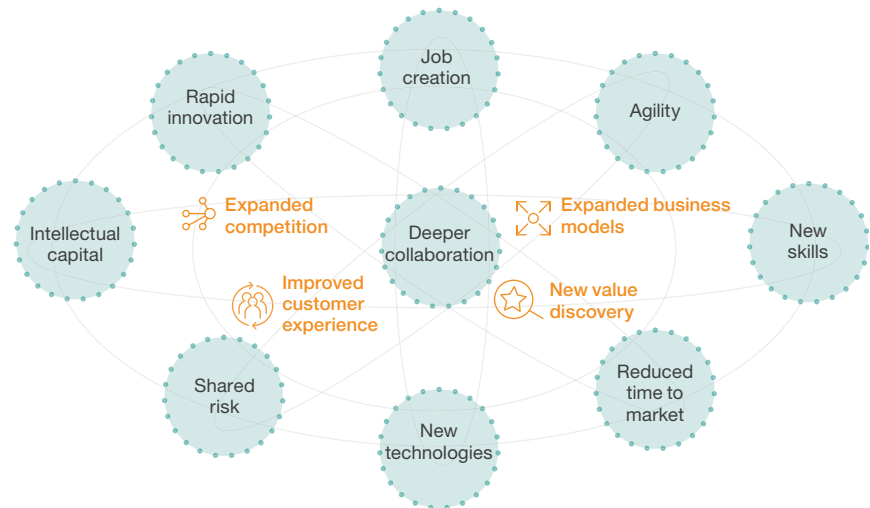 Job
creation
Rapid
innovation
Agility
Expanded
competition
Expanded business
models
Intellectual
capital
Deeper
collaboration
New
skills
Improved
customer
experience
New value
discovery
Shared
risk
Reduced
time to
market
New
technologies